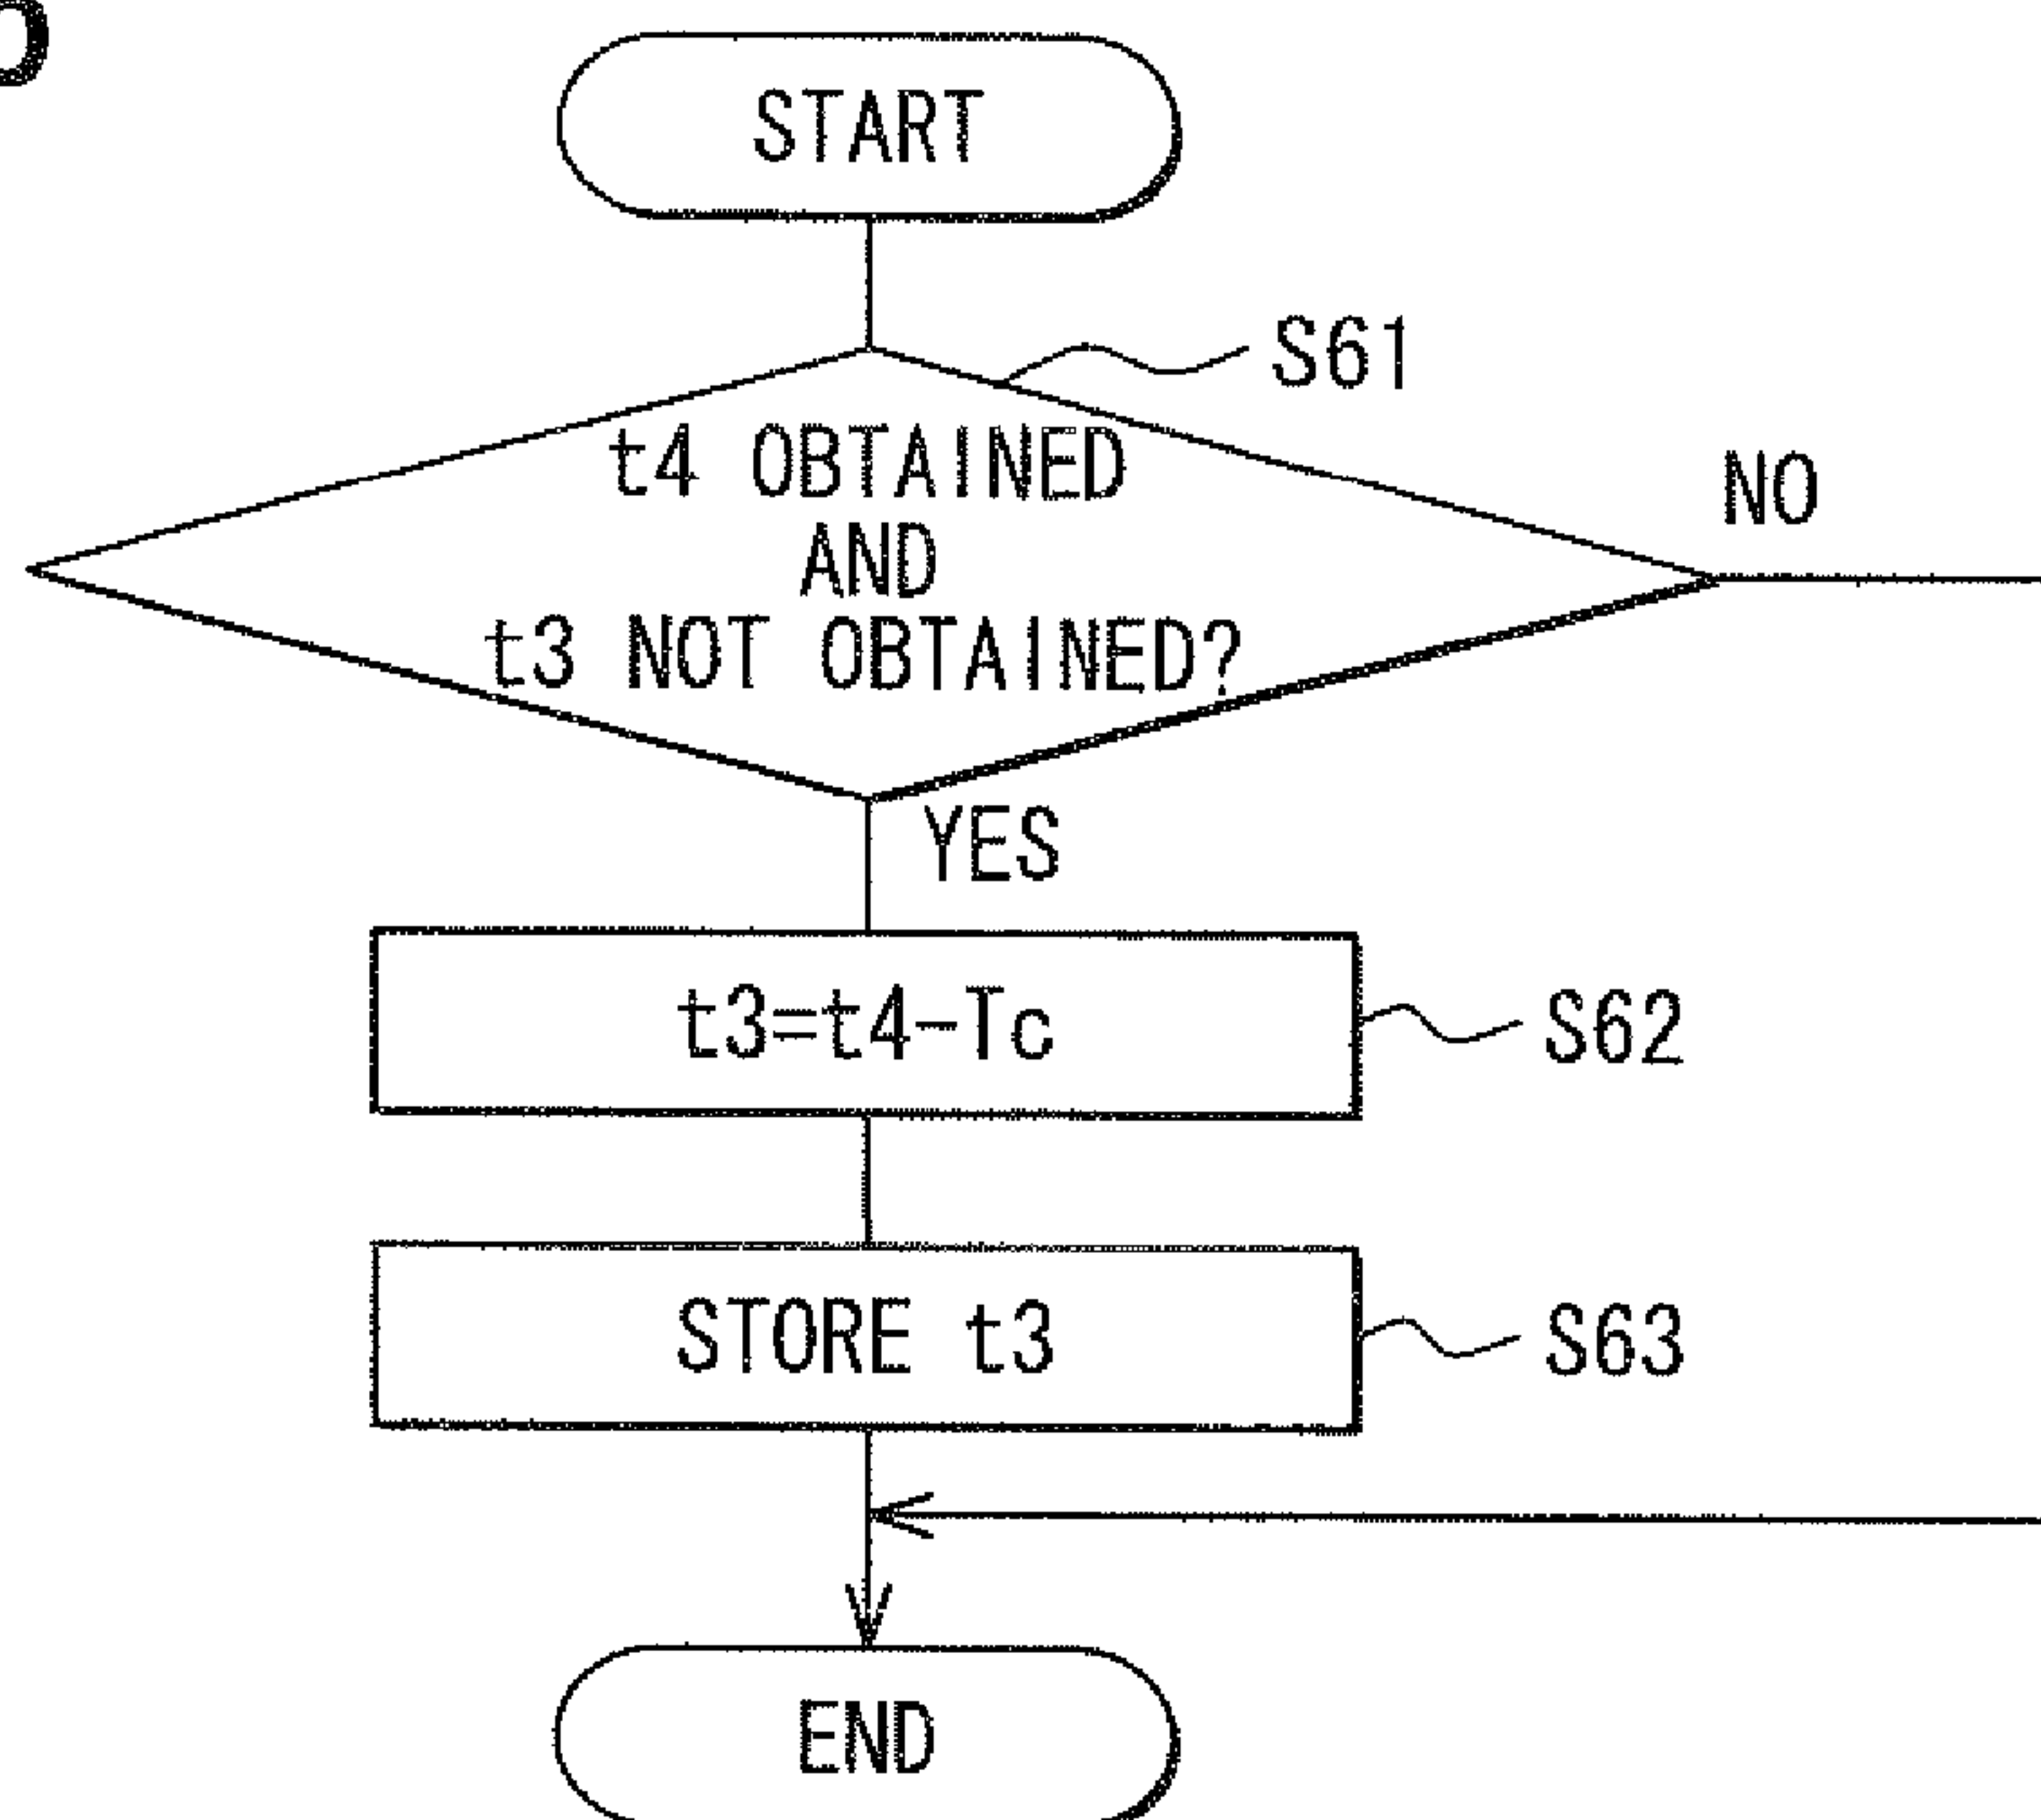 START
S61
t4 OBTAINED
AND
t3 NOT OBTAINED?
NO
YES
t3=t4-Tc
S62
STORE t3
S63
END